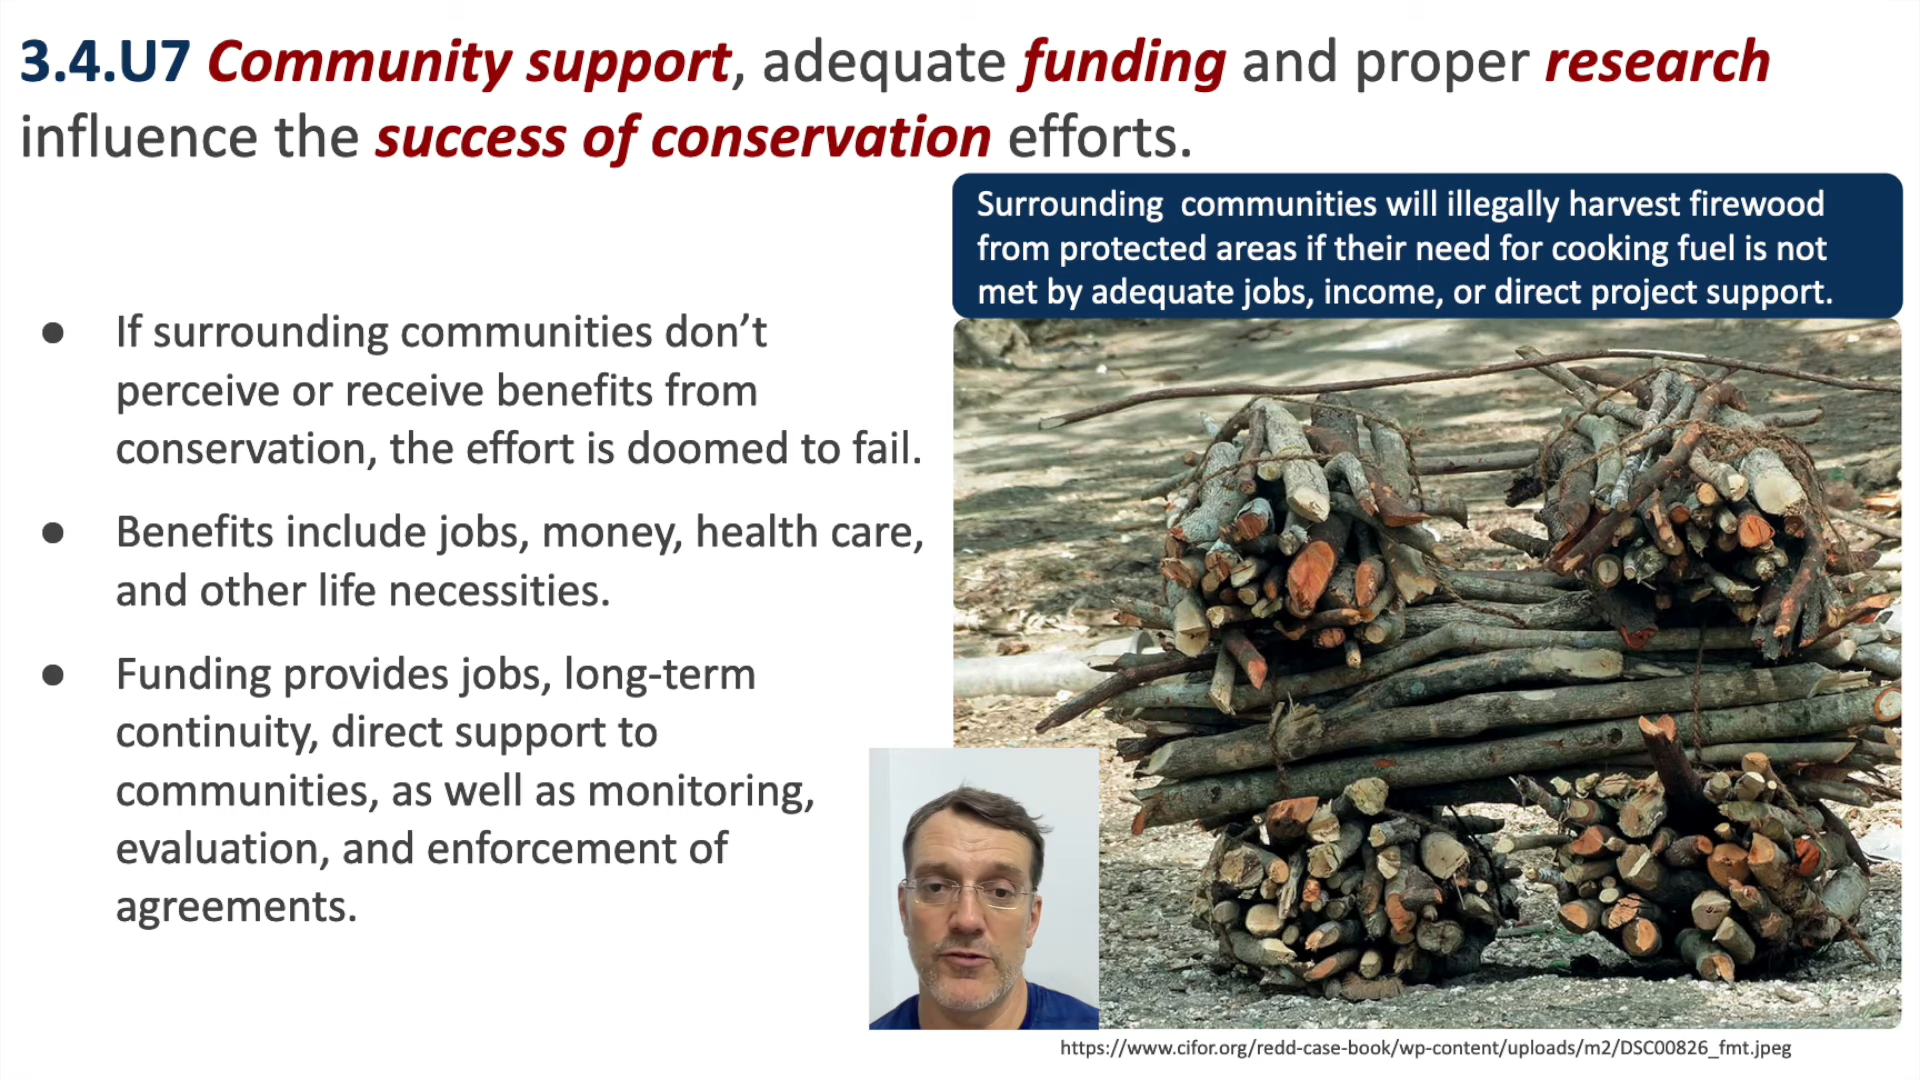 3.4.U7 Community support, adequate funding and proper research
influence the success of conservation efforts.
Surrounding  communities will illegally harvest firewood
from protected areas if their need for cooking fuel is not
met by adequate jobs, income, or direct project support.
● If surrounding communities don’t
perceive or receive benefits from
conservation, the effort is doomed to fail.
● Benefits include jobs, money, health care,
and other life necessities.
● Funding provides jobs, long-term
continuity, direct support to
communities, as well as monitoring,
evaluation, and enforcement of
agreements.
https://www.cifor.org/redd-case-book/wp-content/uploads/m2/DSC00826_fmt.jpeg